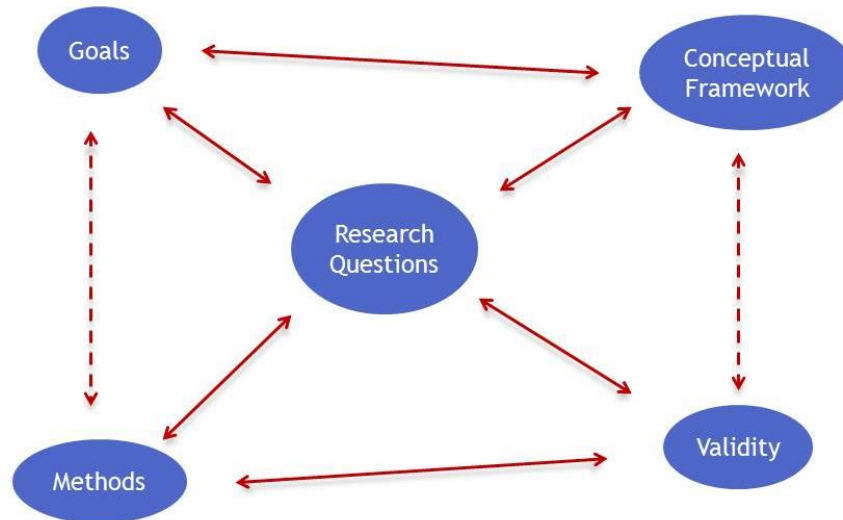 Goals
Conceptual
Framework
Research
Questions
Methods
Validity